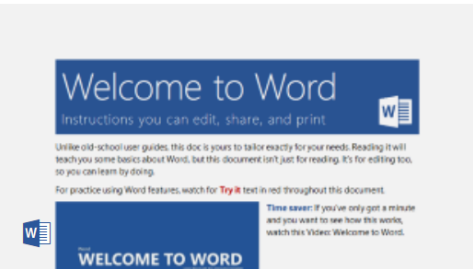 Welcome to Word
Instructions you can edit, share, and print
W
Unlike old-school user guides, this doc is yours to tailor exactly for your needs. Reading it will
teach you some basics about Word, but this document isn't just for reading. It's for editing too,
so you can learn by doing.
For practice using Word features, watch for Try it text in red throughout this document.
Time saver: If you've only got a minute
and you want to see how this works,
watch this Video: Welcome to Word.
W
Word
WELCOME TO WORD